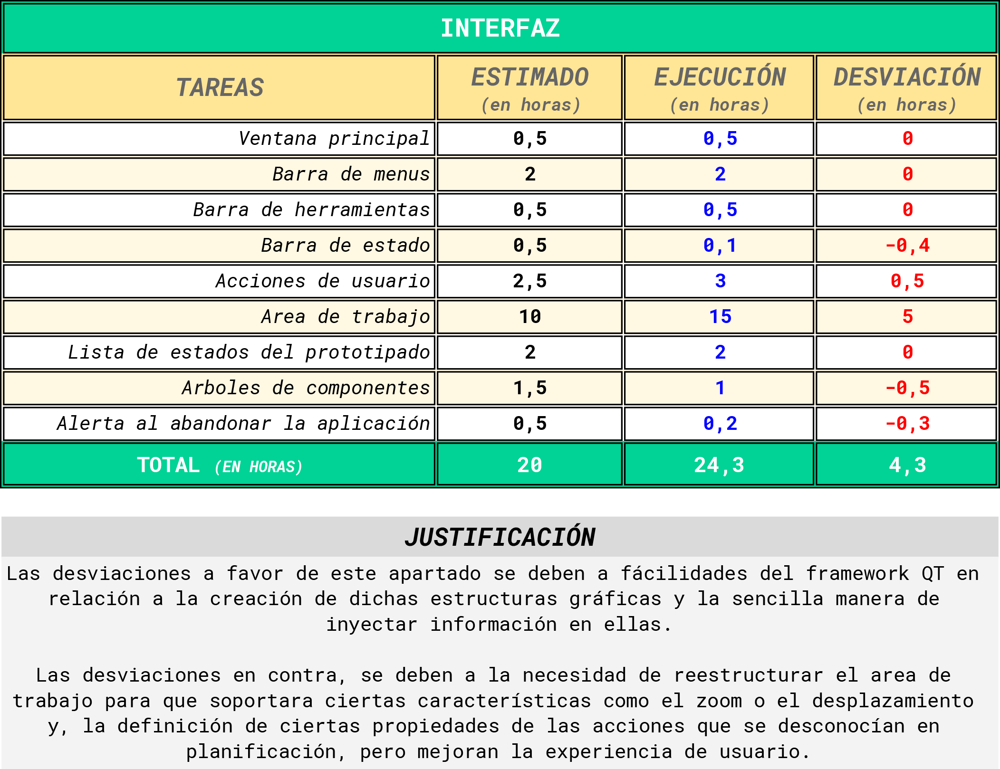 INTERFAZ
TAREAS ESTIMADO (en horas) EJECUCIÓN (en horas) DESVIACIÓN (en horas)
Ventana principal 0,5 0,5 0
Barra de menus 2 2 0
Barra de herramientas 0,5 0,5 0
Barra de estado 0,5 0,1 -0,4
Acciones de usuario 2,5 3 0,5
Area de trabajo 10 15 5
Lista de estados del prototipado 2 2 0
Arboles de componentes 1,5 1 -0,5
Alerta al abandonar la aplicación 0,5 0,2 -0,3
TOTAL (EN HORAS) 20 24,3 4,3
JUSTIFICACIÓN
Las desviaciones a favor de este apartado se deben a fácilidades del framework QT en
relación a la creación de dichas estructuras gráficas y la sencilla manera de
inyectar información en ellas.
Las desviaciones en contra, se deben a la necesidad de reestructurar el area de
trabajo para que soportara ciertas características como el zoom o el desplazamiento
y, la definición de ciertas propiedades de las acciones que se desconocían en
planificación, pero mejoran la experiencia de usuario.